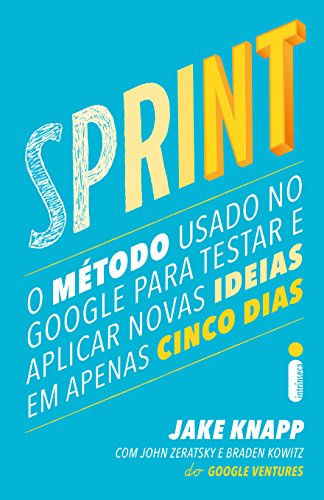 SPRINT
O MÉTODO USADO NO
GOOGLE PARA TESTAR E
APLICAR NOVAS IDEIAS
EM APENAS CINCO DIAS
intrínseca
JAKE KNAPP
COM JOHN ZERATSKY E BRADEN KOWITZ
do GOOGLE VENTURES